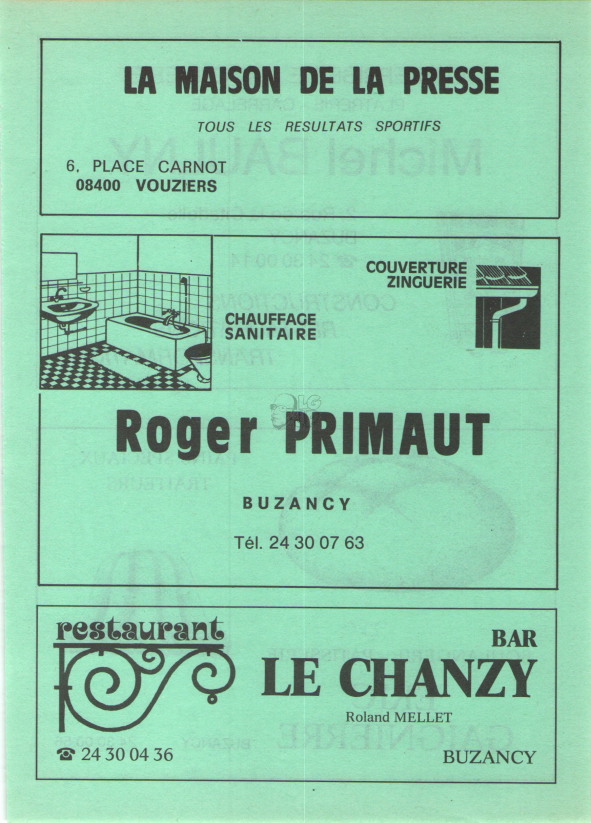 LA MAISON DE LA PRESSE
TOUS LES RESULTATS SPORTIFS
6, PLACE CARNOT
08400 VOUZIERS
COUVERTURE
ZINGUERIE
CHAUFFAGE
SANITAIRE
Roger PRIMAUT
BUZANCY
Tél. 24 30 07 63
restaurant
BAR
LE CHANZY
Roland MELLET
☎ 24 30 04 36
BUZANCY